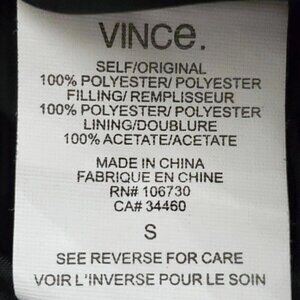 VINCe.
SELF/ORIGINAL
100% POLYESTER/ POLYESTER
FILLING/ REMPLISSEUR
100% POLYESTER/ POLYESTER
LINING/DOUBLURE
100% ACETATE/ACETATE
MADE IN CHINA
FABRIQUE EN CHINE
RN# 106730
CA# 34460
S
SEE REVERSE FOR CARE
VOIR L'INVERSE POUR LE SOIN